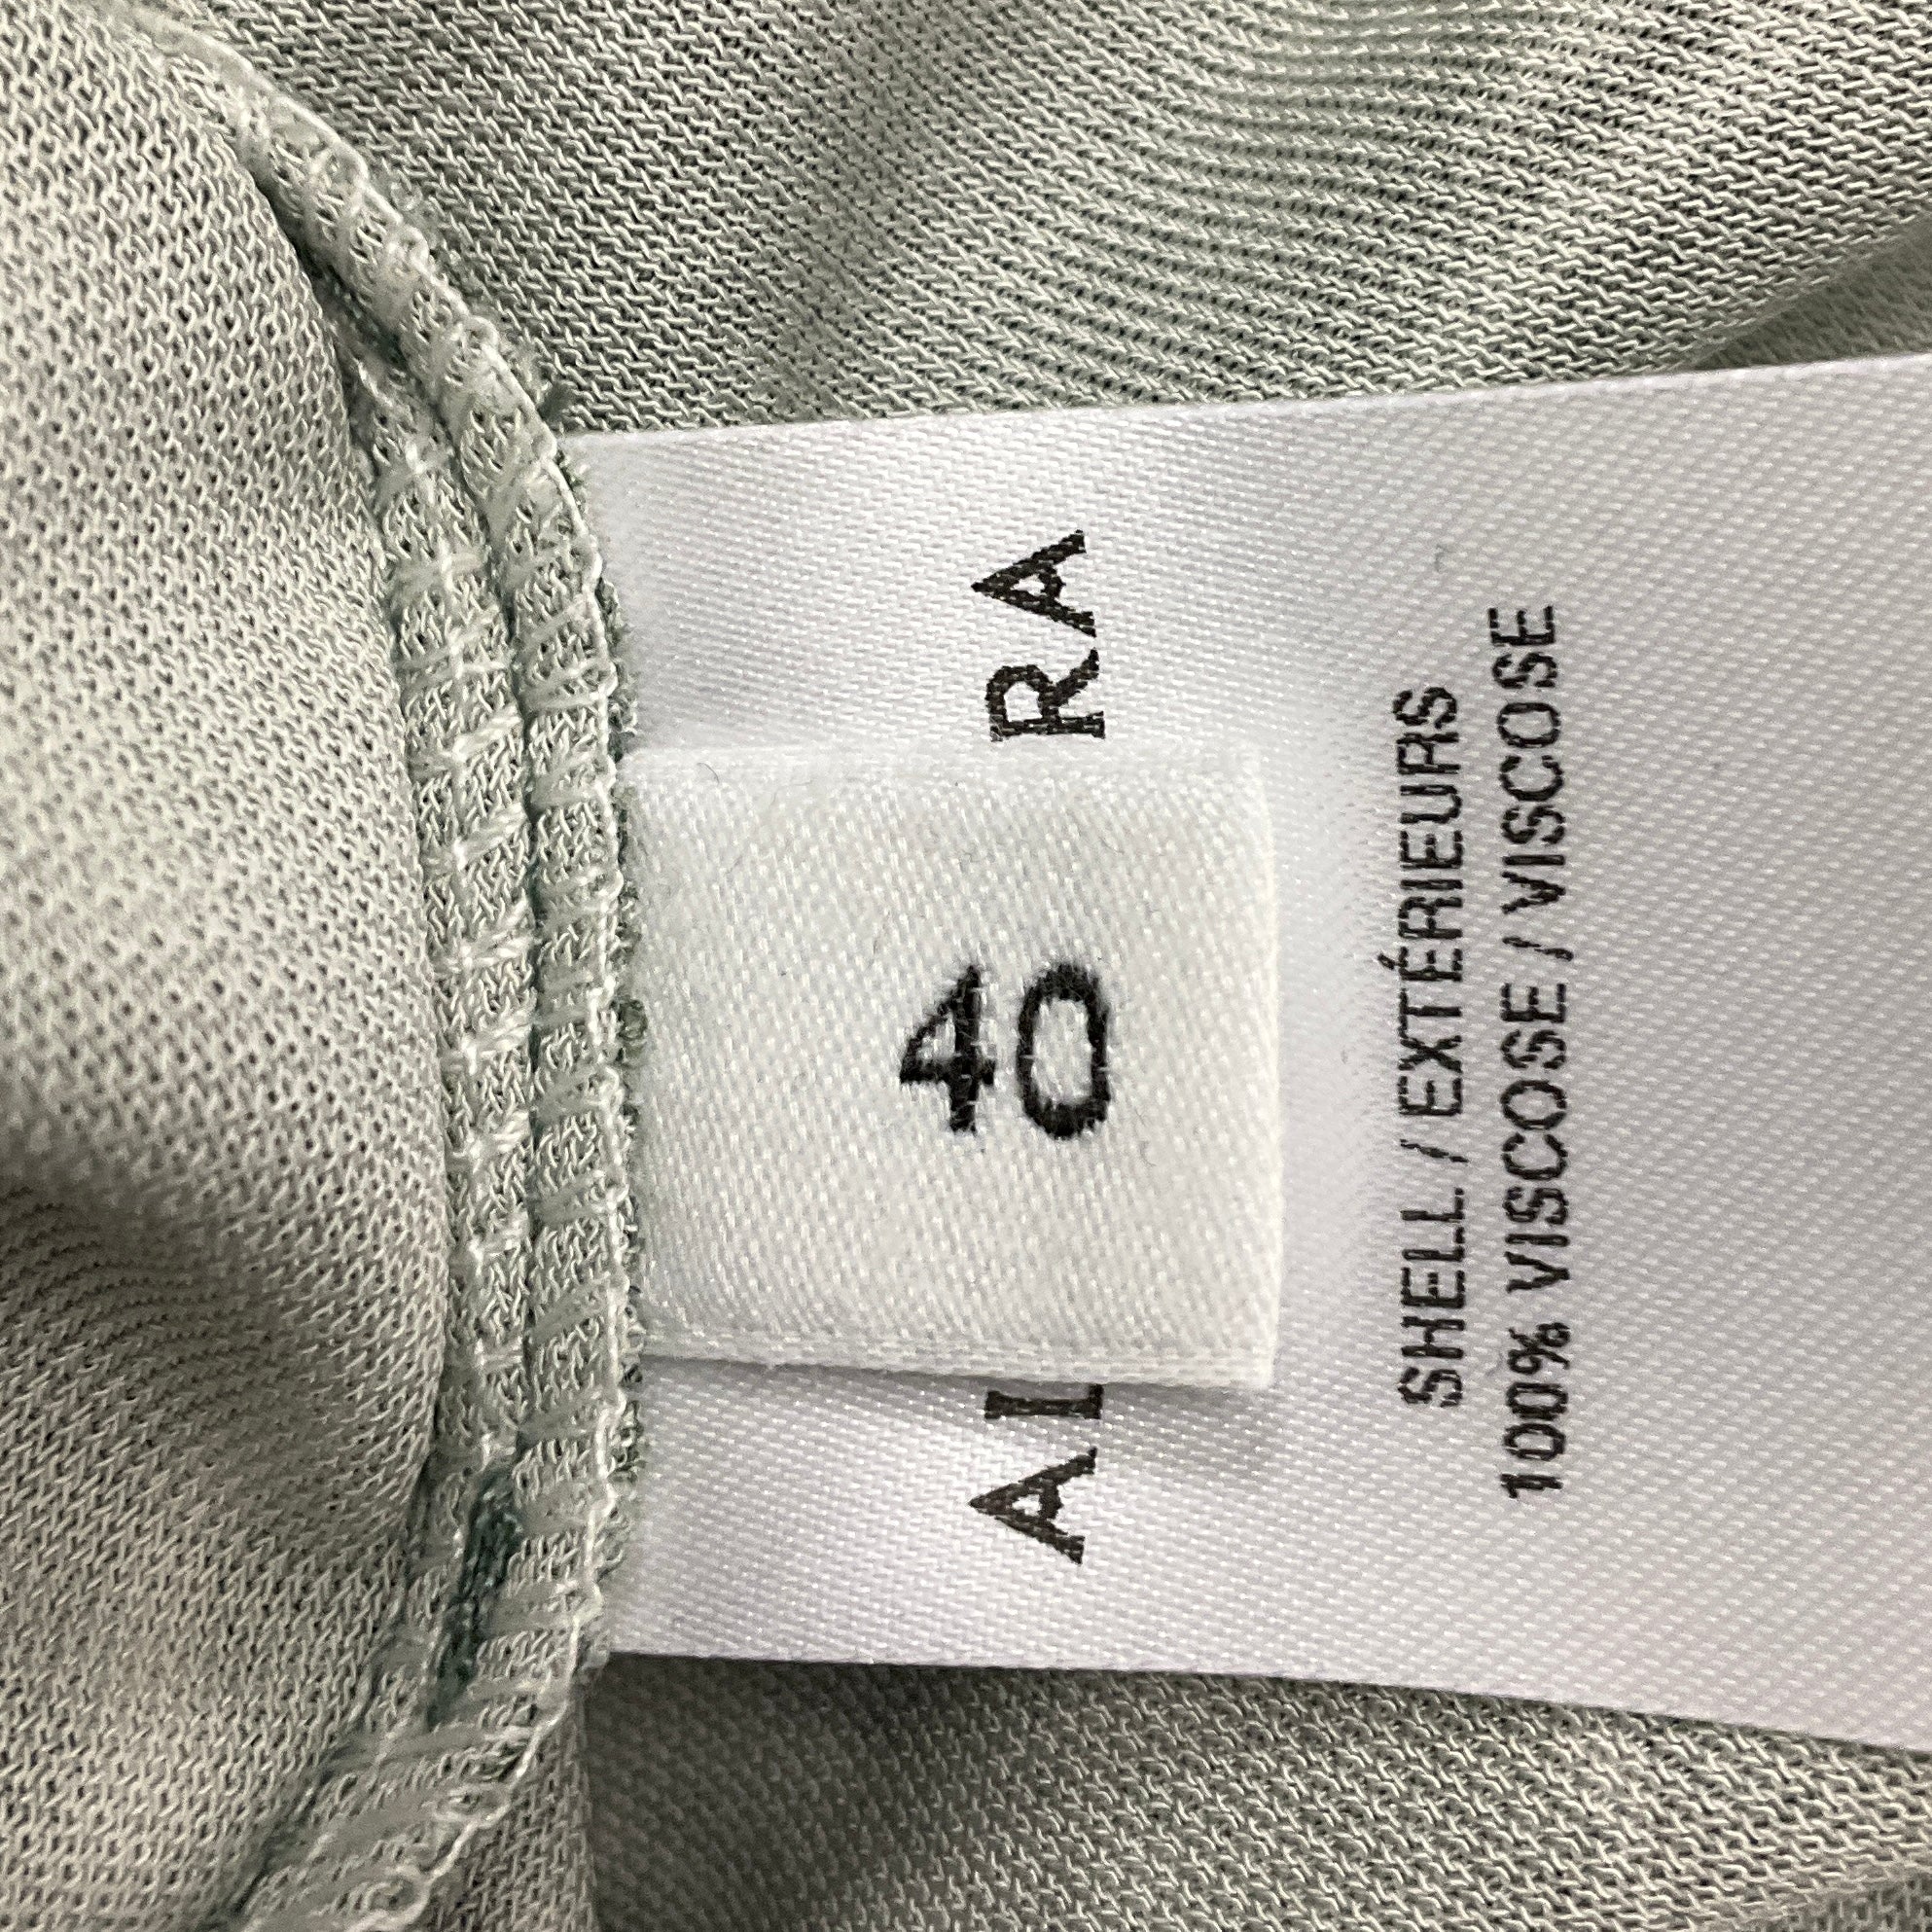 AL RA
40
SHELL / EXTÉRIEURS
100% VISCOSE / VISCOSE